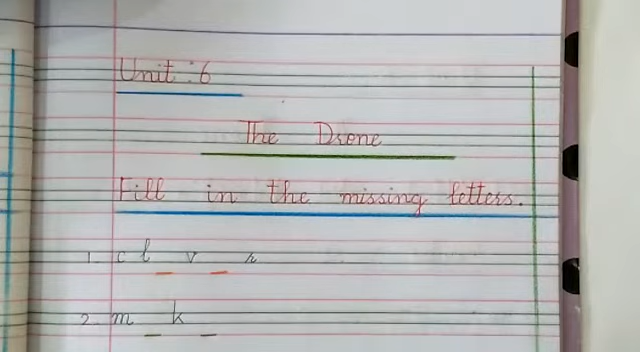 Unit : 6
The Drone
Fill in the missing letters.
1. c l _ v _ r
2. m _ k _